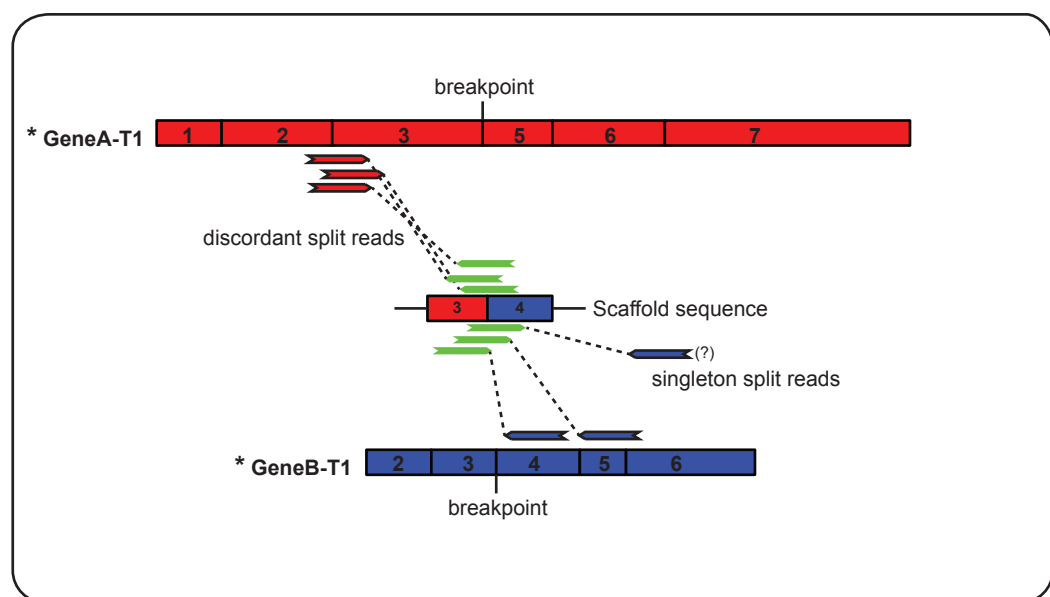 breakpoint
* GeneA-T1 1 2 3 5 6 7
discordant split reads
3 4 Scaffold sequence
(?)
singleton split reads
* GeneB-T1 2 3 4 5 6
breakpoint